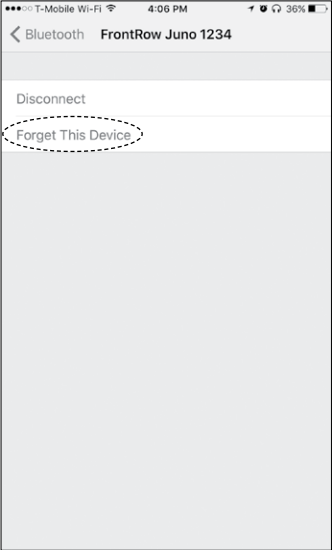 T-Mobile Wi-Fi 4:06 PM 36%
Bluetooth FrontRow Juno 1234
Disconnect
Forget This Device